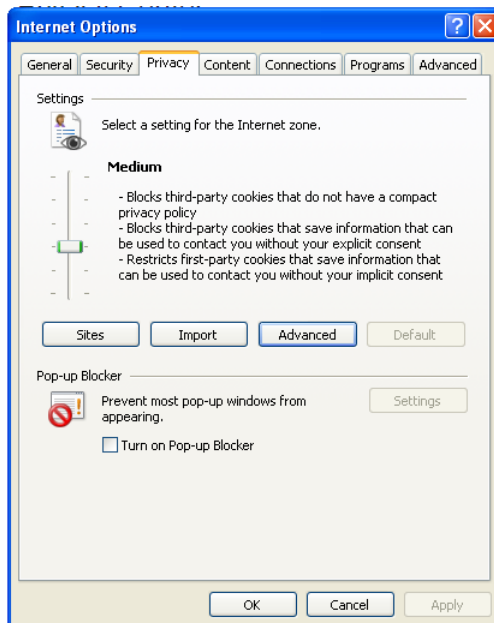 Internet Options
General Security Privacy Content Connections Programs Advanced
Settings
Select a setting for the Internet zone.
Medium
- Blocks third-party cookies that do not have a compact
privacy policy
- Blocks third-party cookies that save information that can
be used to contact you without your explicit consent
- Restricts first-party cookies that save information that
can be used to contact you without your implicit consent
Sites Import Advanced Default
Pop-up Blocker
Prevent most pop-up windows from
appearing.
Settings
Turn on Pop-up Blocker
OK Cancel Apply